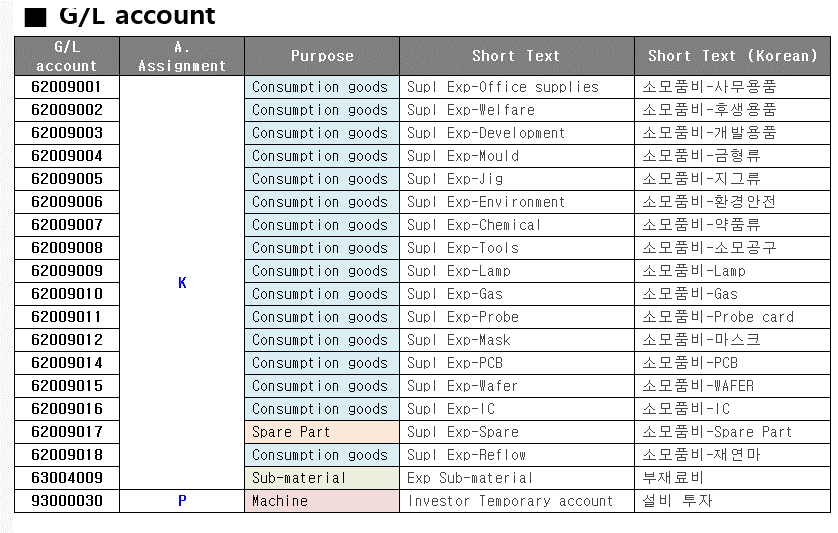 ■ G/L account
G/L account | A. Assignment | Purpose | Short Text | Short Text (Korean)
62009001 | K | Consumption goods | Supl Exp-Office supplies | 소모품비-사무용품
62009002 | Consumption goods | Supl Exp-Welfare | 소모품비-후생용품
62009003 | Consumption goods | Supl Exp-Development | 소모품비-개발용품
62009004 | Consumption goods | Supl Exp-Mould | 소모품비-금형류
62009005 | Consumption goods | Supl Exp-Jig | 소모품비-지그류
62009006 | Consumption goods | Supl Exp-Environment | 소모품비-환경안전
62009007 | Consumption goods | Supl Exp-Chemical | 소모품비-약품류
62009008 | Consumption goods | Supl Exp-Tools | 소모품비-소모공구
62009009 | Consumption goods | Supl Exp-Lamp | 소모품비-Lamp
62009010 | Consumption goods | Supl Exp-Gas | 소모품비-Gas
62009011 | Consumption goods | Supl Exp-Probe | 소모품비-Probe card
62009012 | Consumption goods | Supl Exp-Mask | 소모품비-마스크
62009014 | Consumption goods | Supl Exp-PCB | 소모품비-PCB
62009015 | Consumption goods | Supl Exp-Wafer | 소모품비-WAFER
62009016 | Consumption goods | Supl Exp-IC | 소모품비-IC
62009017 | Spare Part | Supl Exp-Spare | 소모품비-Spare Part
62009018 | Consumption goods | Supl Exp-Reflow | 소모품비-재연마
63004009 | Sub-material | Exp Sub-material | 부재료비
93000030 | P | Machine | Investor Temporary account | 설비 투자